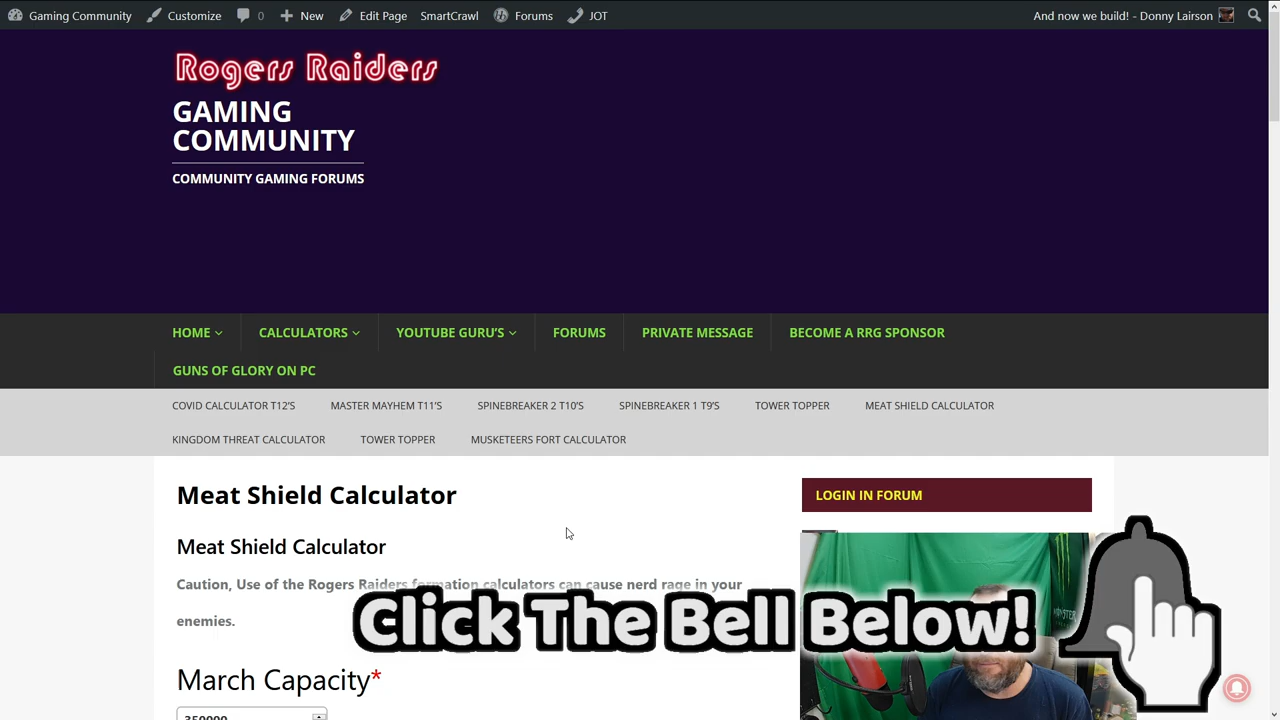 Gaming Community Customize 0 New Edit Page SmartCrawl Forums JOT And now we build! - Donny Lairson
Rogers Raiders
GAMING
COMMUNITY
COMMUNITY GAMING FORUMS
HOME CALCULATORS YOUTUBE GURU'S FORUMS PRIVATE MESSAGE BECOME A RRG SPONSOR
GUNS OF GLORY ON PC
COVID CALCULATOR T12'S MASTER MAYHEM T11'S SPINEBREAKER 2 T10'S SPINEBREAKER 1 T9'S TOWER TOPPER MEAT SHIELD CALCULATOR
KINGDOM THREAT CALCULATOR TOWER TOPPER MUSKETEERS FORT CALCULATOR
Meat Shield Calculator
LOGIN IN FORUM
Meat Shield Calculator
Caution, Use of the Rogers Raiders formation calculators can cause nerd rage in your
enemies.
Click The Bell Below!
March Capacity*
350000